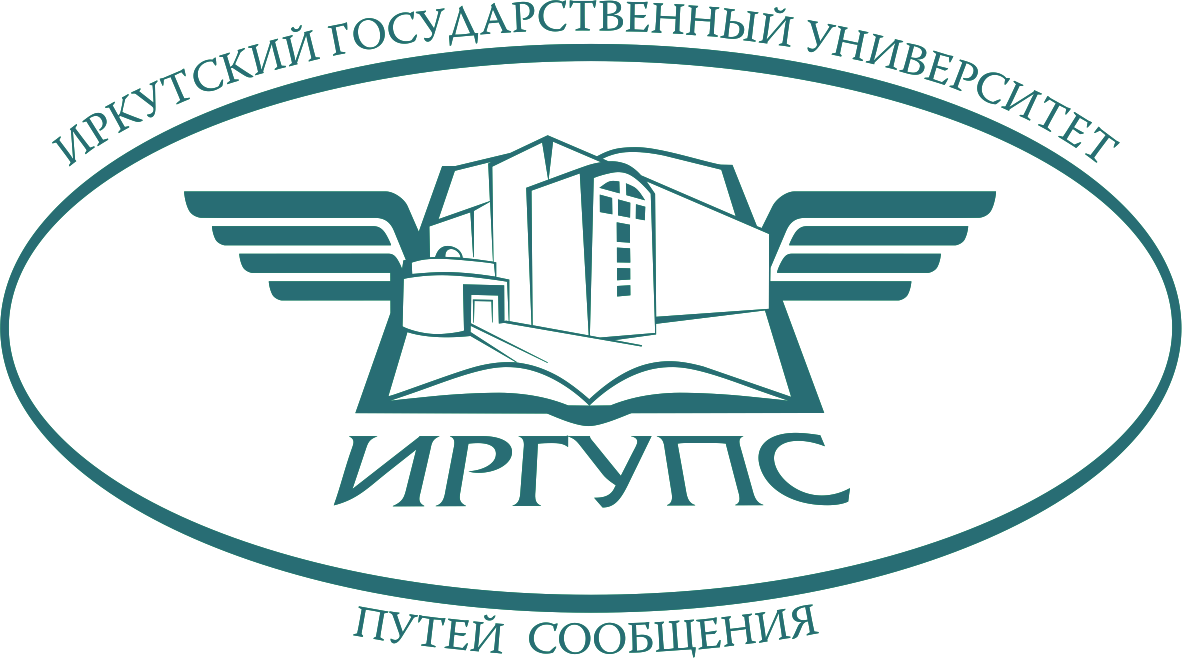 ИРКУТСКИЙ ГОСУДАРСТВЕННЫЙ УНИВЕРСИТЕТ
ИРГУПС
ПУТЕЙ СООБЩЕНИЯ